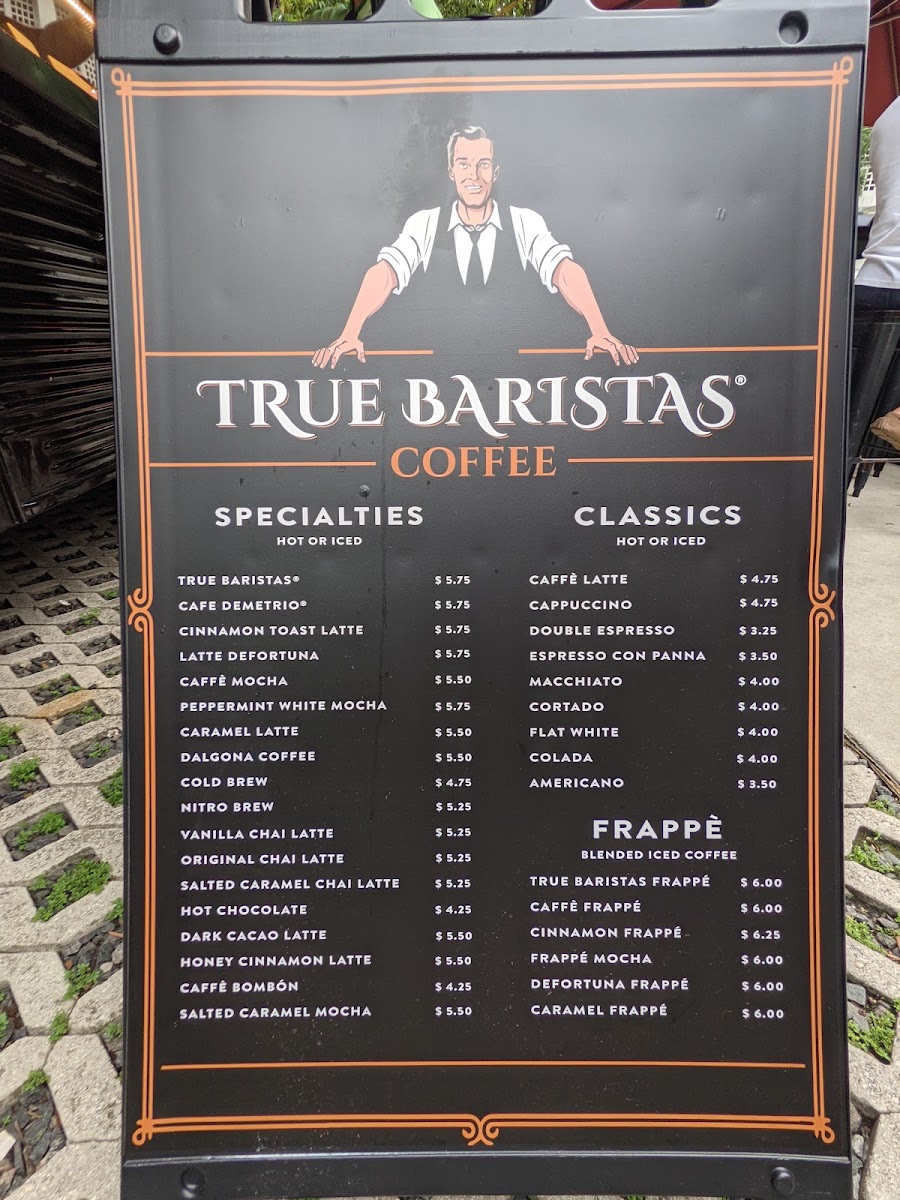 TRUE BARISTAS®
COFFEE
SPECIALTIES
HOT OR ICED
TRUE BARISTAS® $ 5.75
CAFE DEMETRIO® $ 5.75
CINNAMON TOAST LATTE $ 5.75
LATTE DEFORTUNA $ 5.75
CAFFÈ MOCHA $ 5.50
PEPPERMINT WHITE MOCHA $ 5.75
CARAMEL LATTE $ 5.50
DALGONA COFFEE $ 5.50
COLD BREW $ 4.75
NITRO BREW $ 5.25
VANILLA CHAI LATTE $ 5.25
ORIGINAL CHAI LATTE $ 5.25
SALTED CARAMEL CHAI LATTE $ 5.25
HOT CHOCOLATE $ 4.25
DARK CACAO LATTE $ 5.50
HONEY CINNAMON LATTE $ 5.50
CAFFÈ BOMBÓN $ 4.25
SALTED CARAMEL MOCHA $ 5.50
CLASSICS
HOT OR ICED
CAFFÈ LATTE $ 4.75
CAPPUCCINO $ 4.75
DOUBLE ESPRESSO $ 3.25
ESPRESSO CON PANNA $ 3.50
MACCHIATO $ 4.00
CORTADO $ 4.00
FLAT WHITE $ 4.00
COLADA $ 4.00
AMERICANO $ 3.50
FRAPPÈ
BLENDED ICED COFFEE
TRUE BARISTAS FRAPPÉ $ 6.00
CAFFÈ FRAPPÉ $ 6.00
CINNAMON FRAPPÉ $ 6.25
FRAPPÉ MOCHA $ 6.00
DEFORTUNA FRAPPÉ $ 6.00
CARAMEL FRAPPÉ $ 6.00